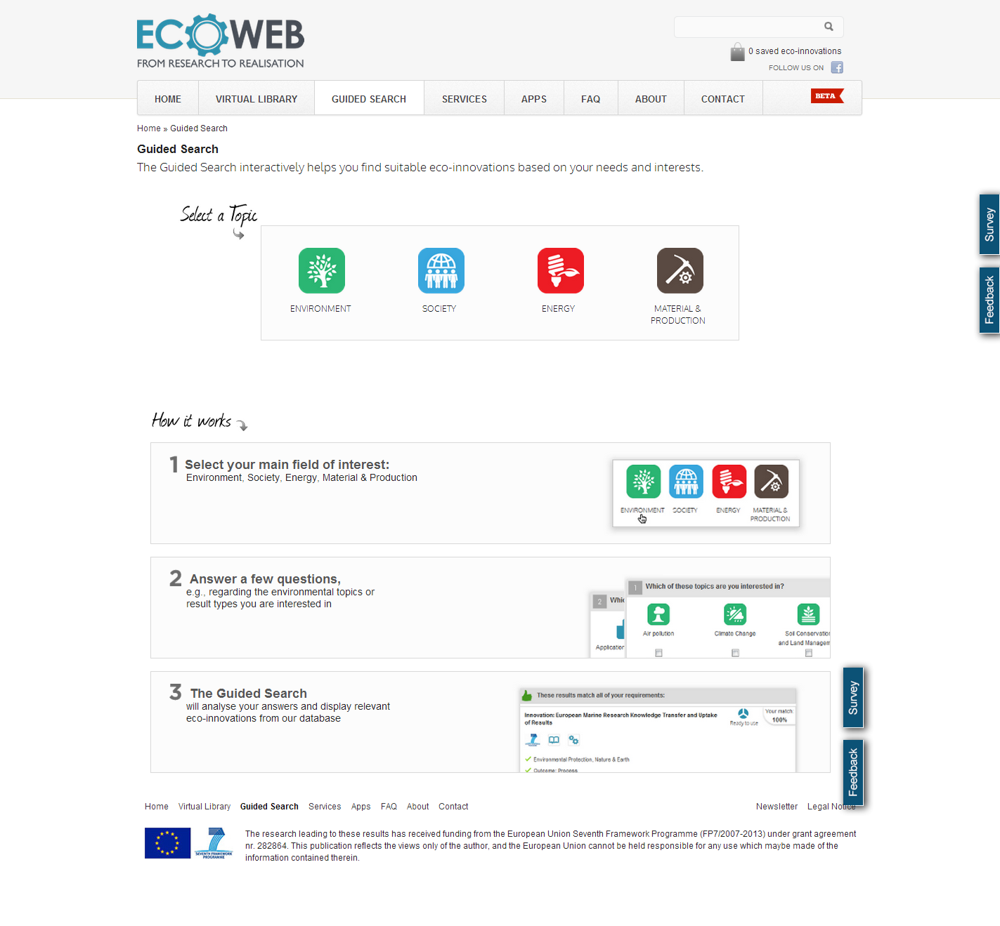 ECOWEB
FROM RESEARCH TO REALISATION
0 saved eco-innovations
FOLLOW US ON
HOME
VIRTUAL LIBRARY
GUIDED SEARCH
SERVICES
APPS
FAQ
ABOUT
CONTACT
BETA
Home » Guided Search
Guided Search
The Guided Search interactively helps you find suitable eco-innovations based on your needs and interests.
Survey
Feedback
Select a Topic
ENVIRONMENT
SOCIETY
ENERGY
MATERIAL &
PRODUCTION
How it works
1 Select your main field of interest:
Environment, Society, Energy, Material & Production
ENVIRONMENT
SOCIETY
ENERGY
MATERIAL &
PRODUCTION
2 Answer a few questions,
e.g., regarding the environmental topics or
result types you are interested in
2 Whic
Application
1 Which of these topics are you interested in?
Air pollution
Climate Change
Soil Conservation
and Land Managem
3 The Guided Search
will analyse your answers and display relevant
eco-innovations from our database
These results match all of your requirements:
Innovation: European Marine Research Knowledge Transfer and Uptake
of Results
Ready to use
Your match:
100%
Environmental Protection, Nature & Earth
Outcome: Process
Survey
Feedback
Home Virtual Library Guided Search Services Apps FAQ About Contact
Newsletter Legal Notice
7
SEVENTH FRAMEWORK
PROGRAMME
The research leading to these results has received funding from the European Union Seventh Framework Programme (FP7/2007-2013) under grant agreement
nr. 282864. This publication reflects the views only of the author, and the European Union cannot be held responsible for any use which maybe made of the
information contained therein.